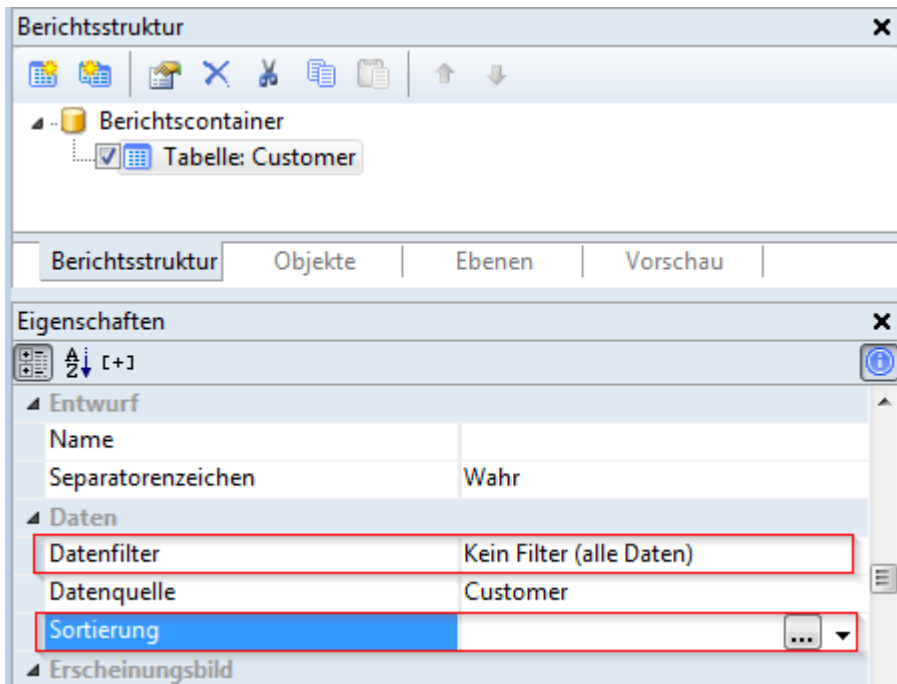 Berichtsstruktur
Berichtscontainer
Tabelle: Customer
Berichtsstruktur Objekte Ebenen Vorschau
Eigenschaften
A Z [+]
Entwurf
Name
Separatorenzeichen Wahr
Daten
Datenfilter Kein Filter (alle Daten)
Datenquelle Customer
Sortierung ...
Erscheinungsbild